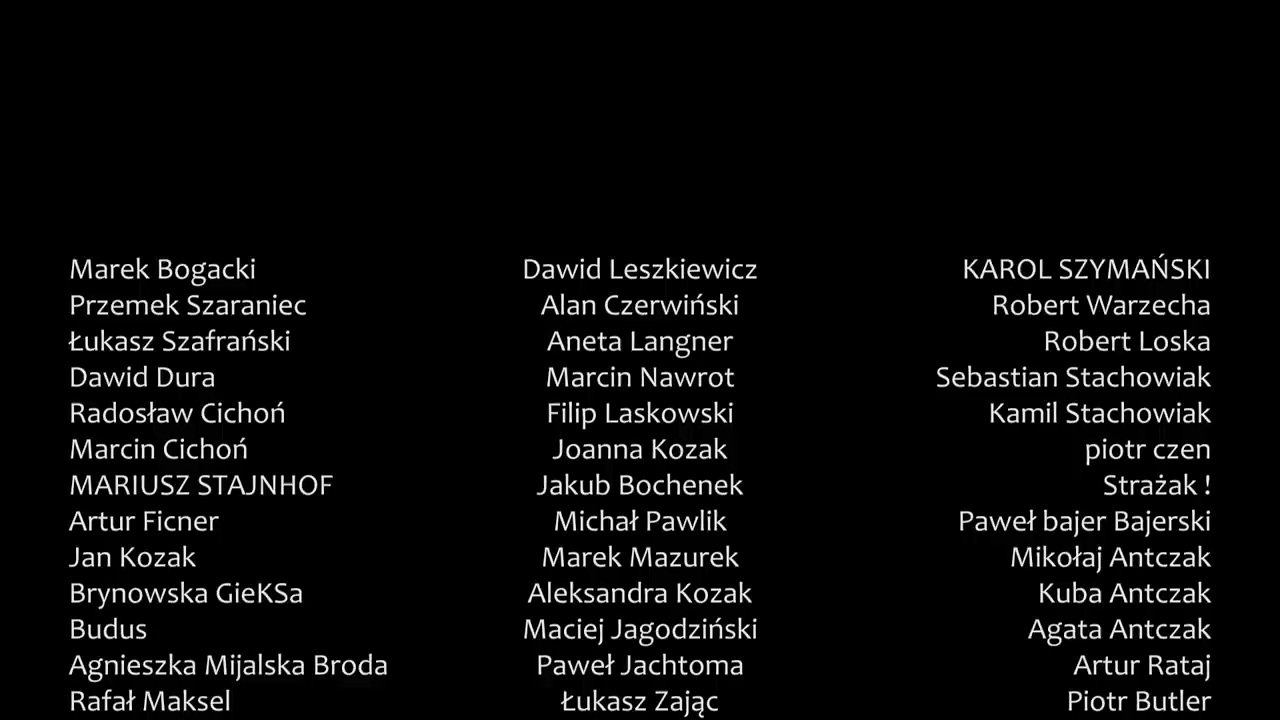 Marek Bogacki
Przemek Szaraniec
Łukasz Szafrański
Dawid Dura
Radosław Cichoń
Marcin Cichoń
MARIUSZ STAJNHOF
Artur Ficner
Jan Kozak
Brynowska GieKSa
Budus
Agnieszka Mijalska Broda
Rafał Maksel
Dawid Leszkiewicz
Alan Czerwiński
Aneta Langner
Marcin Nawrot
Filip Laskowski
Joanna Kozak
Jakub Bochenek
Michał Pawlik
Marek Mazurek
Aleksandra Kozak
Maciej Jagodziński
Paweł Jachtoma
Łukasz Zając
KAROL SZYMAŃSKI
Robert Warzecha
Robert Loska
Sebastian Stachowiak
Kamil Stachowiak
piotr czen
Strażak !
Paweł bajer Bajerski
Mikołaj Antczak
Kuba Antczak
Agata Antczak
Artur Rataj
Piotr Butler